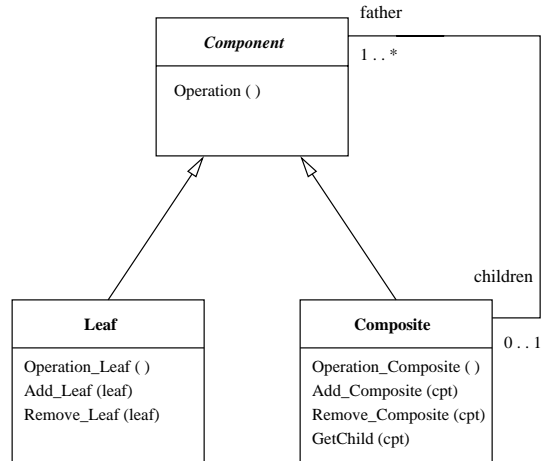 father
Component
1 . . *
Operation ( )
children
Leaf
Composite
0 . . 1
Operation_Leaf ( )
Add_Leaf (leaf)
Remove_Leaf (leaf)
Operation_Composite ( )
Add_Composite (cpt)
Remove_Composite (cpt)
GetChild (cpt)